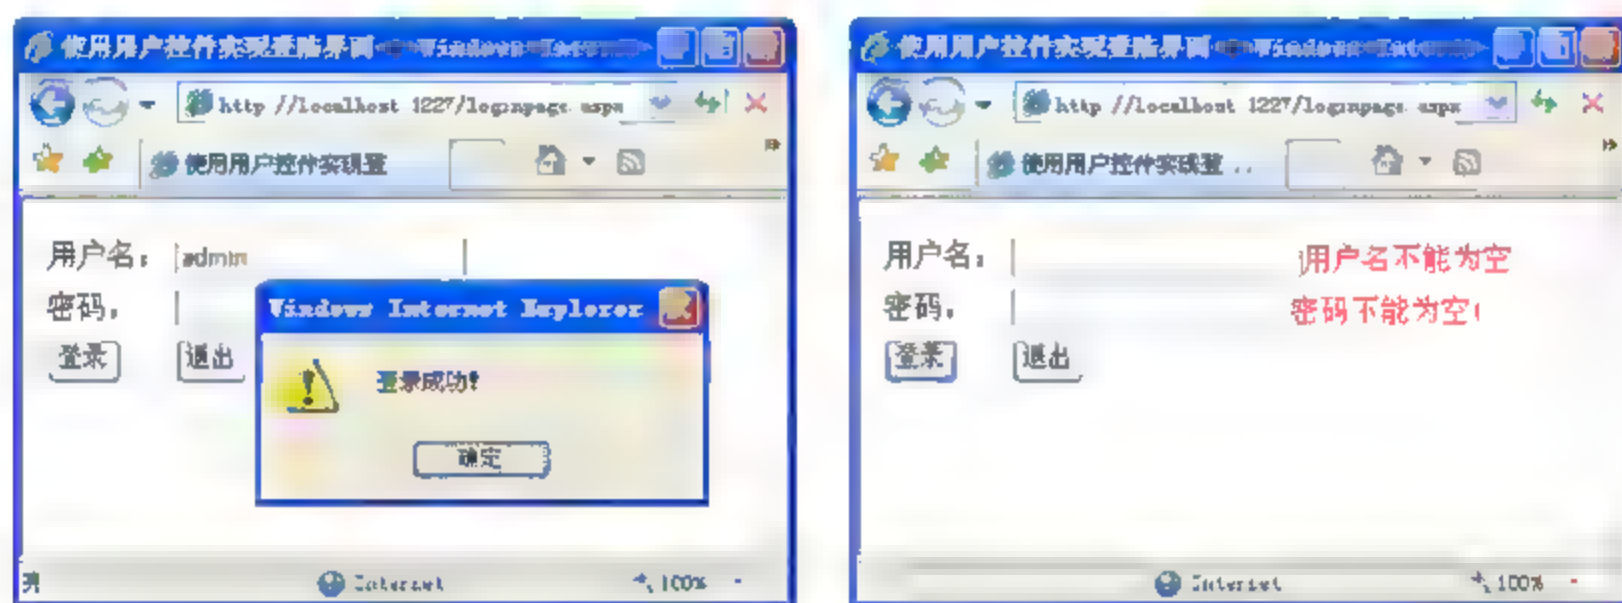 使用用户控件实现登陆界面 - Windows Inter
http://localhost 1227/loginpage aspx
使用用户控件实现登
用户名：
admin
密码：
登录
退出
Windows Internet Explorer
登录成功！
确定
Internet
100%
使用用户控件实现登陆界面 - Windows Inter
http://localhost 1227/loginpage aspx
使用用户控件实现登 ..
用户名：
用户名不能为空
密码：
密码不能为空！
登录
退出
Internet
100%